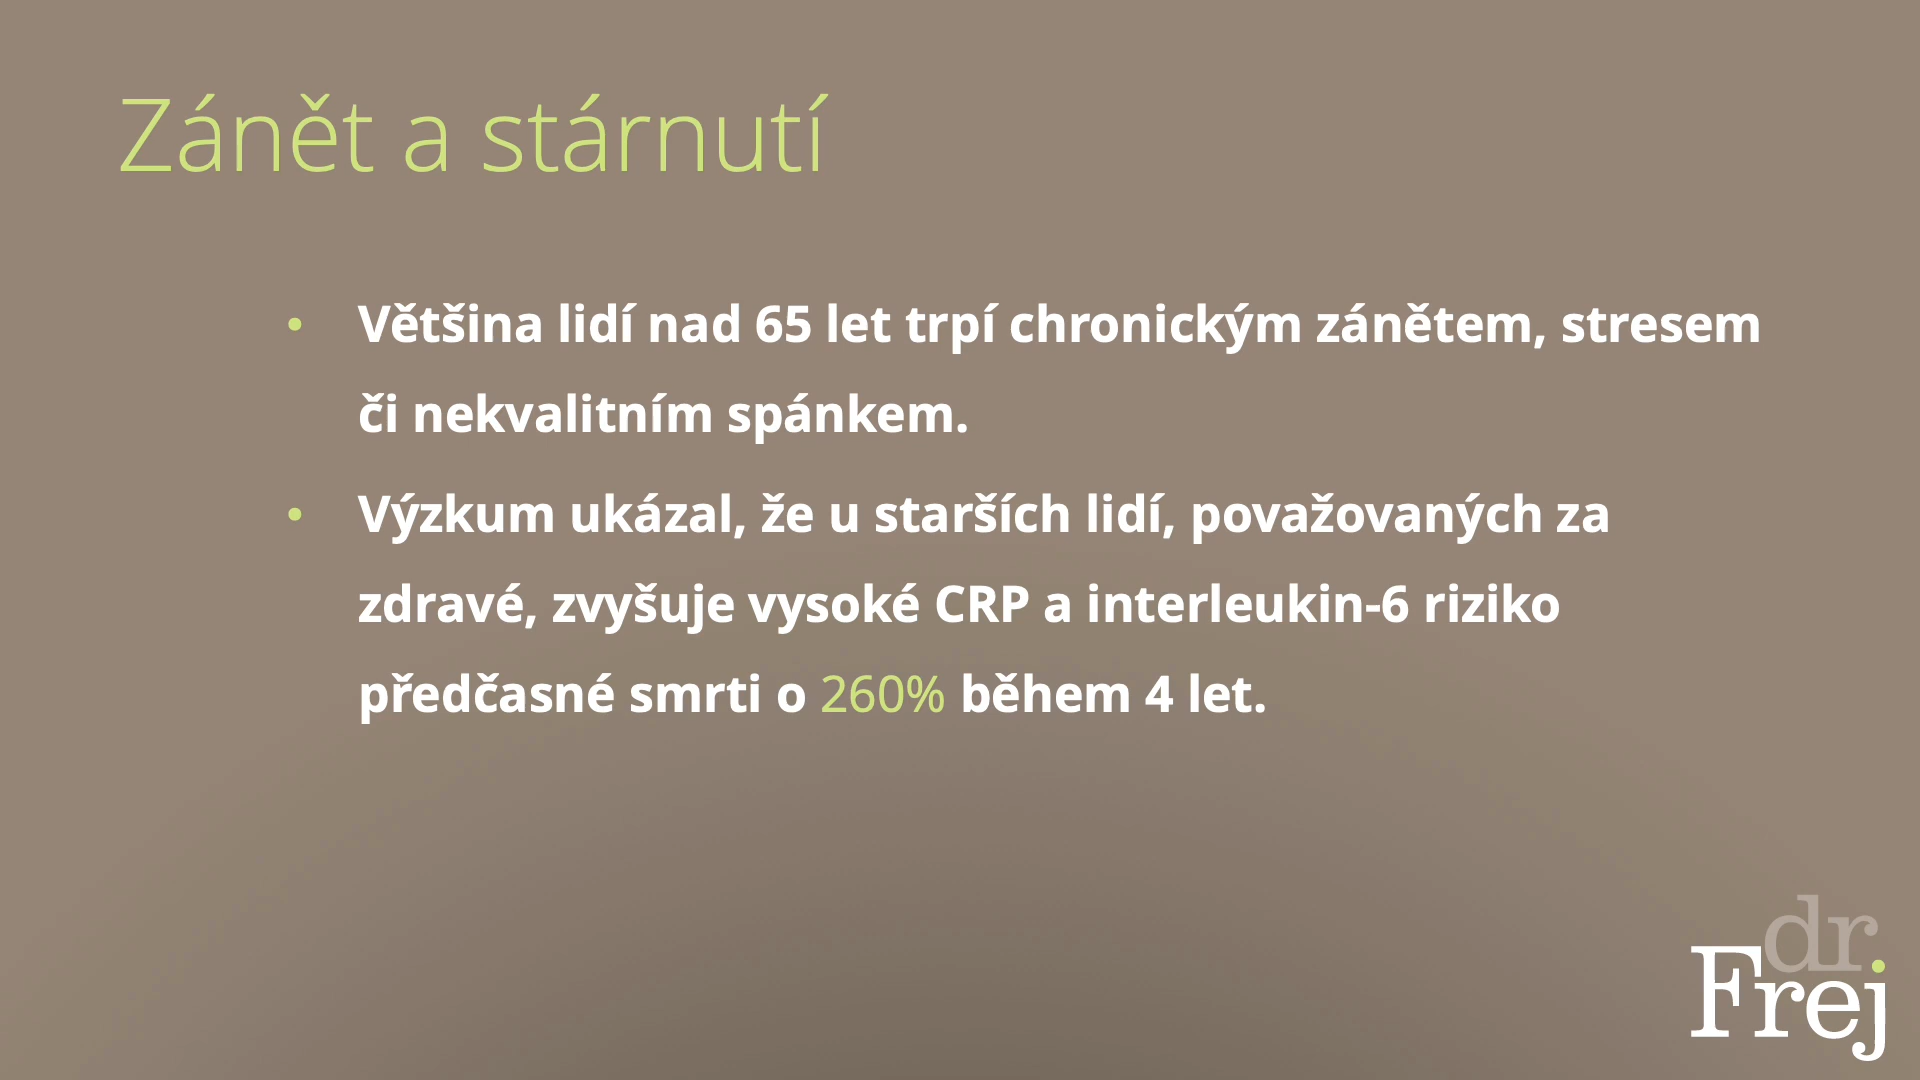 Zánět a stárnutí
• Většina lidí nad 65 let trpí chronickým zánětem, stresem
či nekvalitním spánkem.
• Výzkum ukázal, že u starších lidí, považovaných za
zdravé, zvyšuje vysoké CRP a interleukin-6 riziko
předčasné smrti o 260% během 4 let.
dr.
Frej